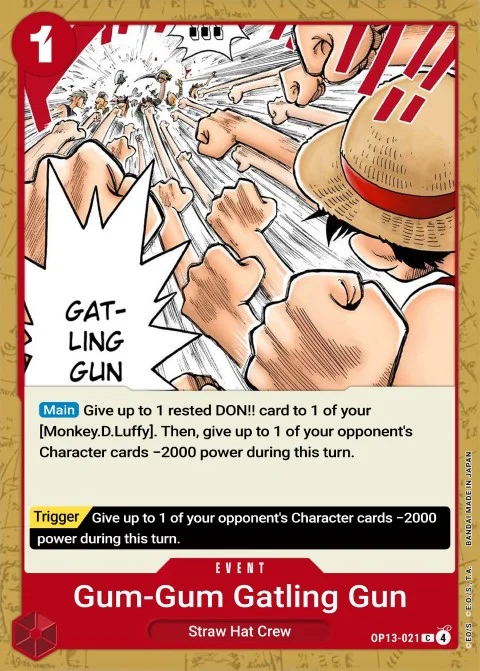 1
!!!
GAT-
LING
GUN
Main Give up to 1 rested DON!! card to 1 of your
[Monkey.D.Luffy]. Then, give up to 1 of your opponent's
Character cards −2000 power during this turn.
Trigger Give up to 1 of your opponent's Character cards −2000
power during this turn.
EVENT
Gum-Gum Gatling Gun
Straw Hat Crew
OP13-021 C 4
©E.O/S. ©E.O./S.,T.A. BANDAI MADE IN JAPAN